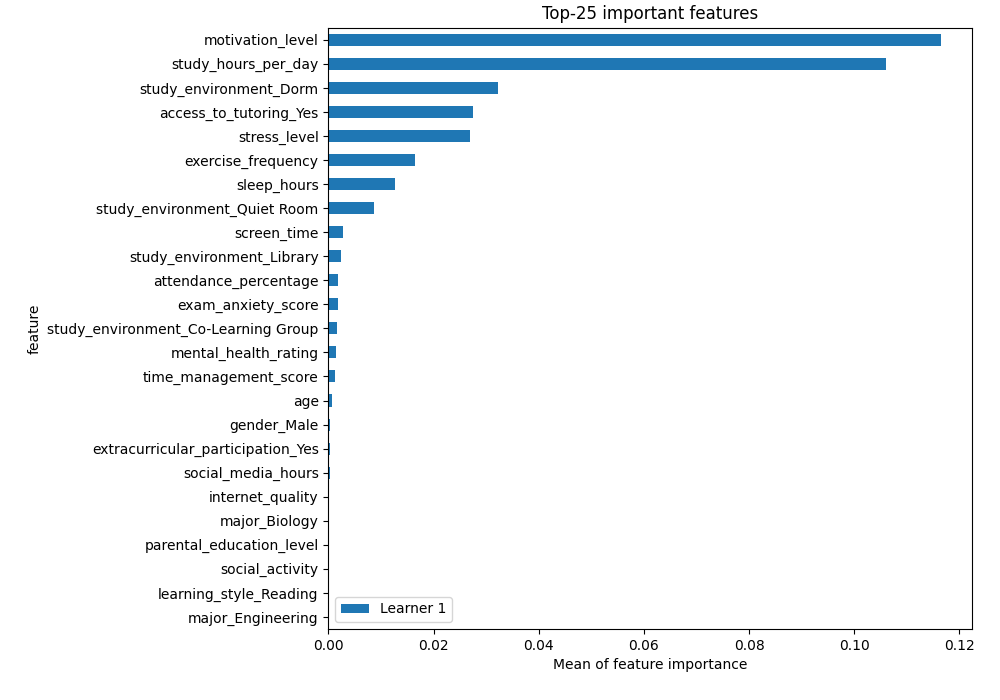 Top-25 important features
motivation_level
study_hours_per_day
study_environment_Dorm
access_to_tutoring_Yes
stress_level
exercise_frequency
sleep_hours
study_environment_Quiet Room
screen_time
study_environment_Library
attendance_percentage
exam_anxiety_score
study_environment_Co-Learning Group
mental_health_rating
time_management_score
age
gender_Male
extracurricular_participation_Yes
social_media_hours
internet_quality
major_Biology
parental_education_level
social_activity
learning_style_Reading
major_Engineering
feature
Learner 1
0.00 0.02 0.04 0.06 0.08 0.10 0.12
Mean of feature importance